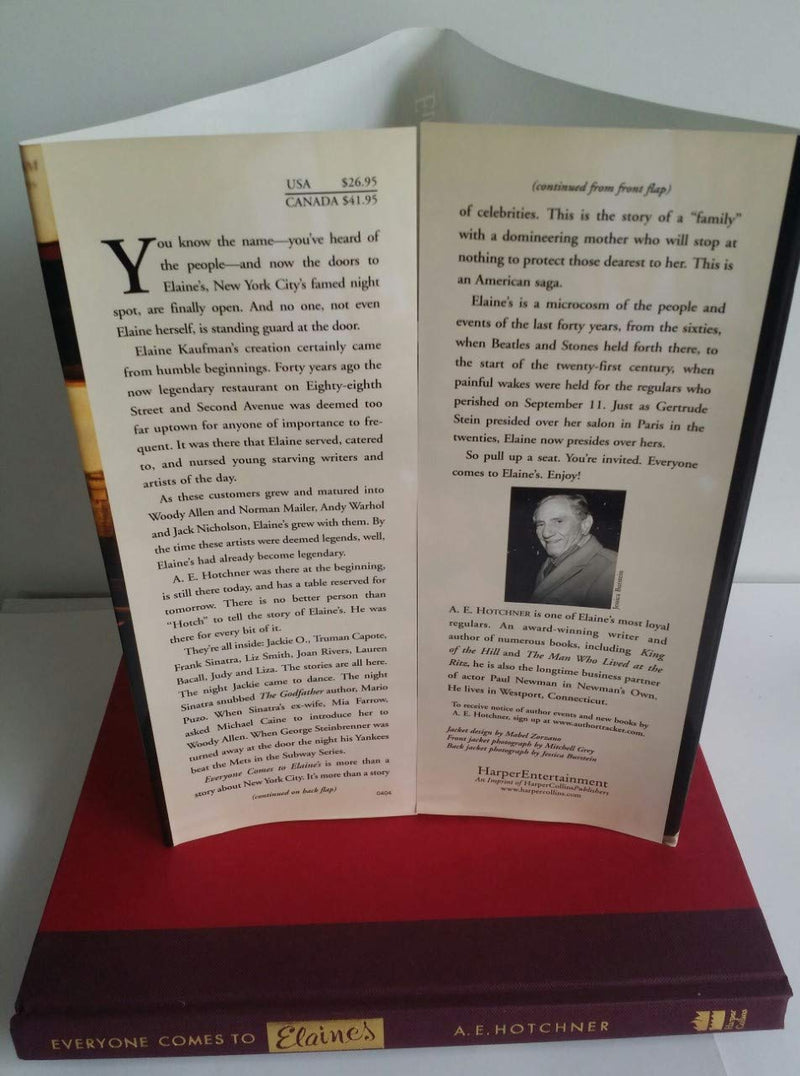 USA $26.95
CANADA $41.95
You know the name—you've heard of
the people—and now the doors to
Elaine's, New York City's famed night
spot, are finally open. And no one, not even
Elaine herself, is standing guard at the door.
Elaine Kaufman's creation certainly came
from humble beginnings. Forty years ago the
now legendary restaurant on Eighty-eighth
Street and Second Avenue was deemed too
far uptown for anyone of importance to fre-
quent. It was there that Elaine served, catered
to, and nursed young starving writers and
artists of the day.
As these customers grew and matured into
Woody Allen and Norman Mailer, Andy Warhol
and Jack Nicholson, Elaine's grew with them. By
the time these artists were deemed legends, well,
Elaine's had already become legendary.
A. E. Hotchner was there at the beginning,
is still there today, and has a table reserved for
tomorrow. There is no better person than
"Hotch" to tell the story of Elaine's. He was
there for every bit of it.
They're all inside: Jackie O., Truman Capote,
Frank Sinatra, Liz Smith, Joan Rivers, Lauren
Bacall, Judy and Liza. The stories are all here.
The night Jackie came to dance. The night
Sinatra snubbed The Godfather author, Mario
Puzo. When Sinatra's ex-wife, Mia Farrow,
asked Michael Caine to introduce her to
Woody Allen. When George Steinbrenner was
turned away at the door the night his Yankees
beat the Mets in the Subway Series.
Everyone Comes to Elaine's is more than a
story about New York City. It's more than a story
(continued on back flap)
0404
(continued from front flap)
of celebrities. This is the story of a "family"
with a domineering mother who will stop at
nothing to protect those dearest to her. This is
an American saga.
Elaine's is a microcosm of the people and
events of the last forty years, from the sixties,
when Beatles and Stones held forth there, to
the start of the twenty-first century, when
painful wakes were held for the regulars who
perished on September 11. Just as Gertrude
Stein presided over her salon in Paris in the
twenties, Elaine now presides over hers.
So pull up a seat. You're invited. Everyone
comes to Elaine's. Enjoy!
Jessica Burstein
A. E. HOTCHNER is one of Elaine's most loyal
regulars. An award-winning writer and
author of numerous books, including King
of the Hill and The Man Who Lived at the
Ritz, he is also the longtime business partner
of actor Paul Newman in Newman's Own.
He lives in Westport, Connecticut.
To receive notice of author events and new books by
A. E. Hotchner, sign up at www.authortracker.com.
Jacket design by Mabel Zorzano
Front jacket photograph by Mitchell Grey
Back jacket photograph by Jessica Burstein
HarperEntertainment
An Imprint of HarperCollinsPublishers
www.harpercollins.com
EVERYONE COMES TO Elaine's A. E. HOTCHNER Harper Collins